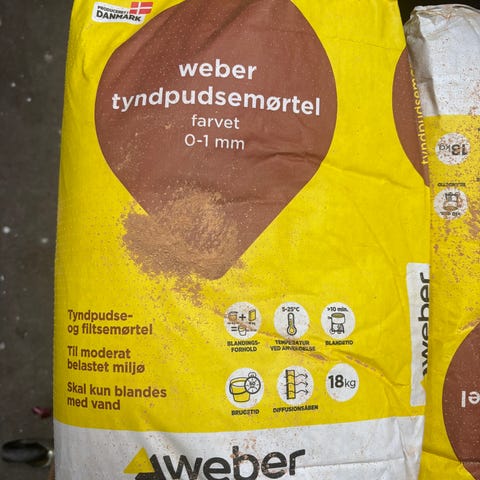 PRODUCERET I
DANMARK
weber
tyndpudsemørtel
farvet
0-1 mm
Tyndpudse-
og filtsemørtel
Til moderat
belastet miljø
Skal kun blandes
med vand
BLANDINGS-
FORHOLD
5-25°C
TEMPERATUR
VED ANVENDELSE
>10 min.
BLANDETID
BRUGSTID
DIFFUSIONSÅBEN
18kg
weber
weber
18kg